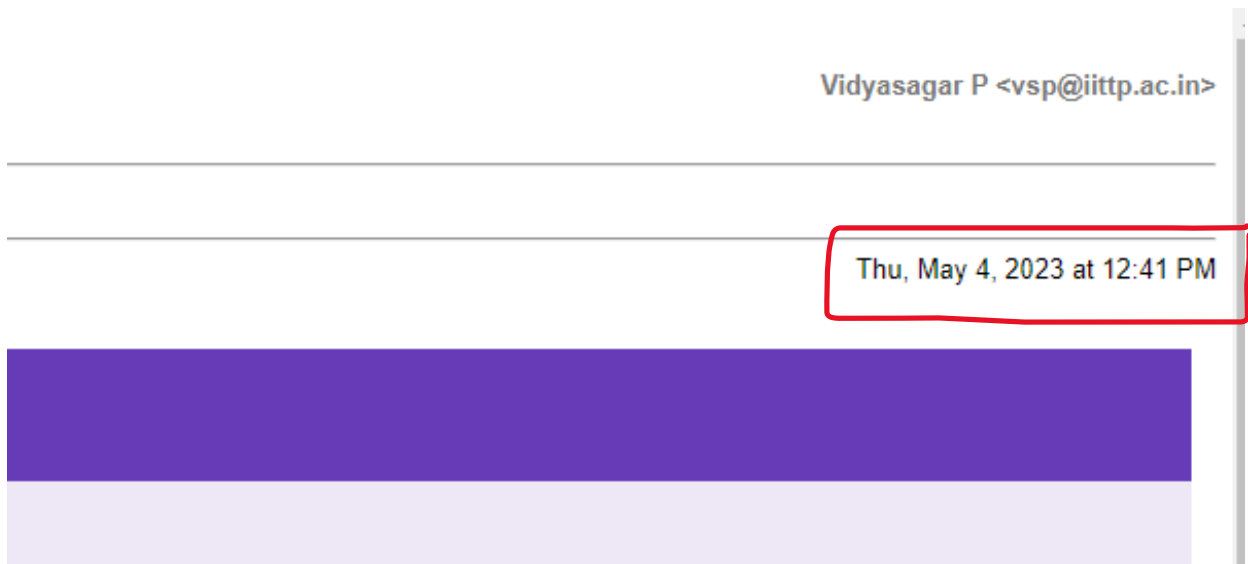 Vidyasagar P <vsp@iittp.ac.in>
Thu, May 4, 2023 at 12:41 PM